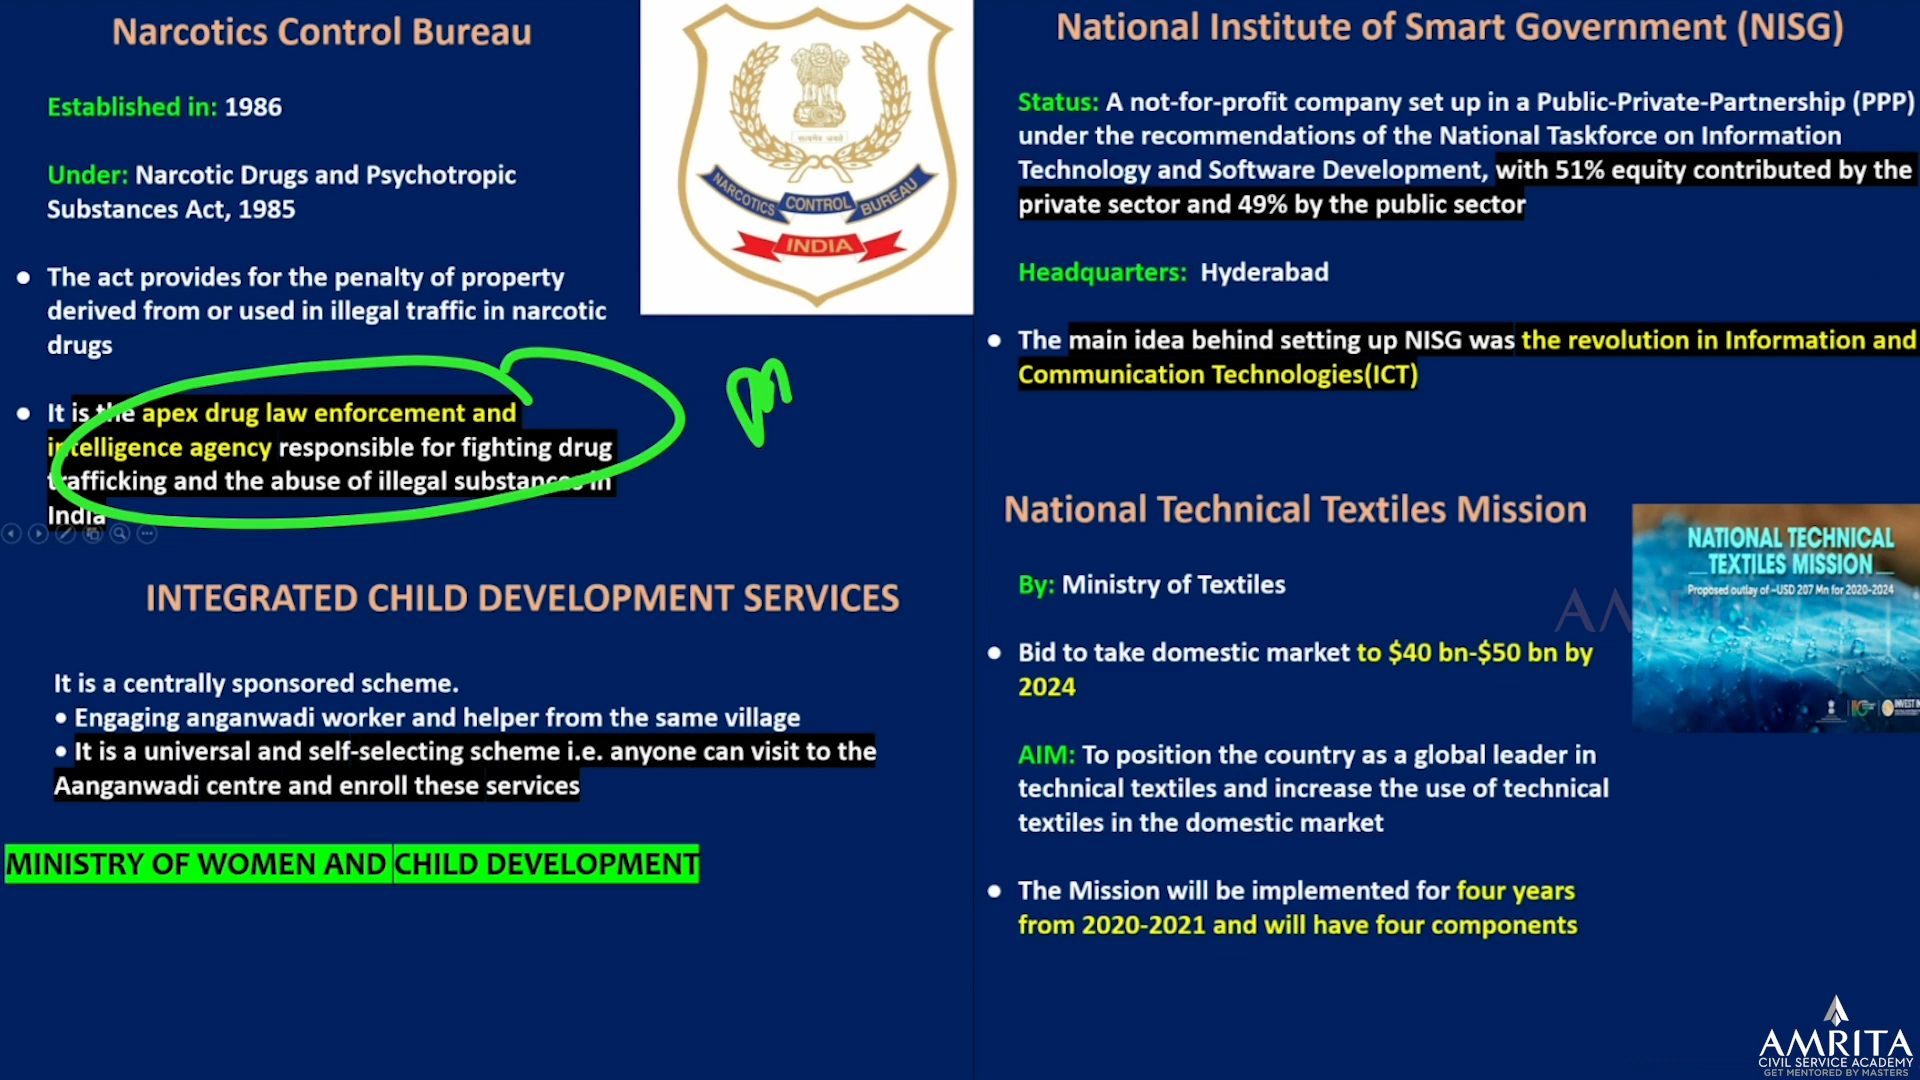 Narcotics Control Bureau
Established in: 1986
Under: Narcotic Drugs and Psychotropic
Substances Act, 1985
● The act provides for the penalty of property
derived from or used in illegal traffic in narcotic
drugs
● It is the apex drug law enforcement and
intelligence agency responsible for fighting drug
trafficking and the abuse of illegal substances in
India
सत्यमेव जयते
NARCOTICS CONTROL BUREAU
INDIA
INTEGRATED CHILD DEVELOPMENT SERVICES
It is a centrally sponsored scheme.
• Engaging anganwadi worker and helper from the same village
• It is a universal and self-selecting scheme i.e. anyone can visit to the
Aanganwadi centre and enroll these services
MINISTRY OF WOMEN AND CHILD DEVELOPMENT
National Institute of Smart Government (NISG)
Status: A not-for-profit company set up in a Public-Private-Partnership (PPP)
under the recommendations of the National Taskforce on Information
Technology and Software Development, with 51% equity contributed by the
private sector and 49% by the public sector
Headquarters: Hyderabad
● The main idea behind setting up NISG was the revolution in Information and
Communication Technologies(ICT)
National Technical Textiles Mission
By: Ministry of Textiles
● Bid to take domestic market to $40 bn-$50 bn by
2024
AIM: To position the country as a global leader in
technical textiles and increase the use of technical
textiles in the domestic market
● The Mission will be implemented for four years
from 2020-2021 and will have four components
NATIONAL TECHNICAL
TEXTILES MISSION
Proposed outlay of ~USD 207 Mn for 2020-2024
AMRITA
CIVIL SERVICE ACADEMY
GET MENTORED BY MASTERS